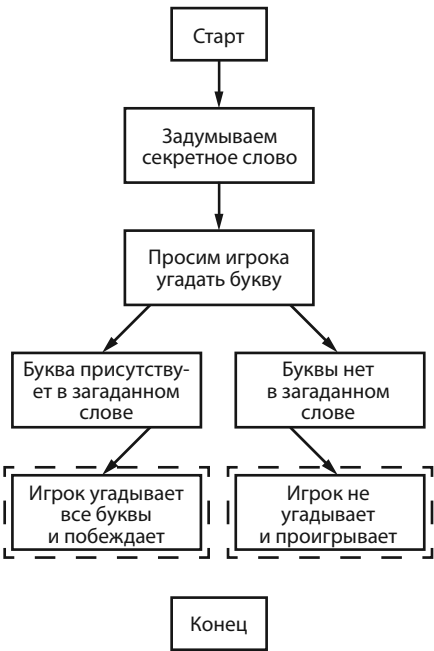 Старт
Задумываем
секретное слово
Просим игрока
угадать букву
Буква присутству-
ет в загаданном
слове
Буквы нет
в загаданном
слове
Игрок угадывает
все буквы
и побеждает
Игрок не
угадывает
и проигрывает
Конец